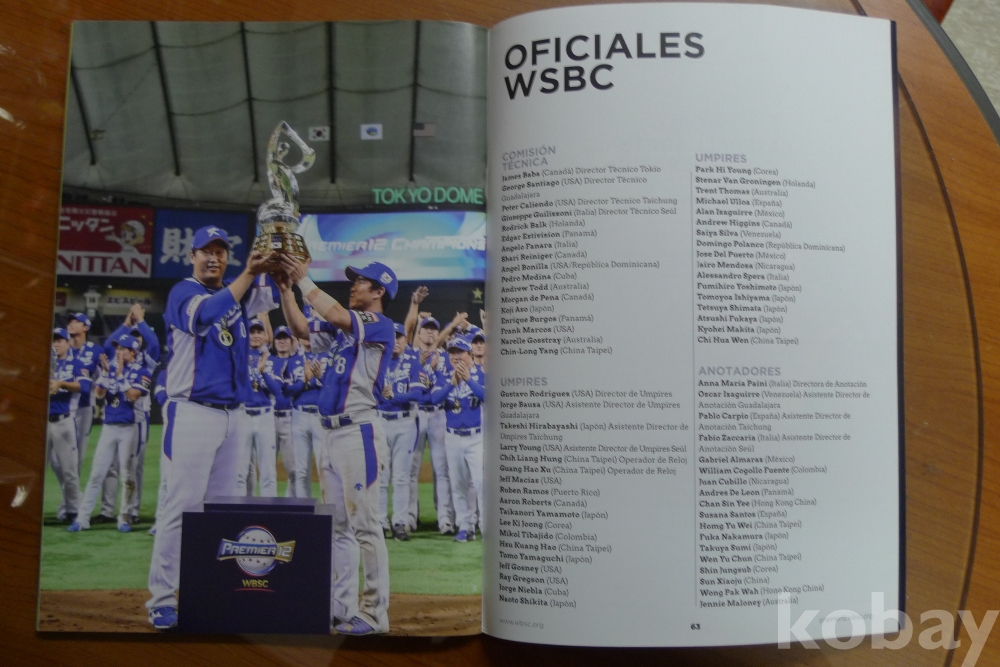 TOKYO DOME
NITTAN
PREMIER12 CHAMPION
PREMIER 12
WBSC
OFICIALES
WSBC
COMISIÓN
TÉCNICA
James Baba (Canadá) Director Técnico Tokio
George Santiago (USA) Director Técnico
Guadalajara
Peter Caliendo (USA) Director Técnico Taichung
Giuseppe Guilizzoni (Italia) Director Técnico Seúl
Rodrick Balk (Holanda)
Edgar Estivision (Panamá)
Angelo Fanara (Italia)
Shari Reiniger (Canadá)
Angel Bonilla (USA/República Dominicana)
Pedro Medina (Cuba)
Andrew Todd (Australia)
Morgan de Pena (Canadá)
Koji Aso (Japón)
Enrique Burgos (Panamá)
Frank Marcos (USA)
Narelle Gosstray (Australia)
Chin-Long Yang (China Taipei)
UMPIRES
Gustavo Rodrigues (USA) Director de Umpires
Jorge Bauza (USA) Asistente Director de Umpires
Guadalajara
Takeshi Hirabayashi (Japón) Asistente Director de
Umpires Taichung
Larry Young (USA) Asistente Director de Umpires Seúl
Chih Liang Hung (China Taipei) Operador de Reloj
Guang Hao Xu (China Taipei) Operador de Reloj
Jeff Macias (USA)
Ruben Ramos (Puerto Rico)
Aaron Roberts (Canadá)
Taikanori Yamamoto (Japón)
Lee Ki Joong (Corea)
Mikol Tibajido (Colombia)
Hsu Kuang Hao (China Taipei)
Tomo Yamaguchi (Japón)
Jeff Gosney (USA)
Ray Gregson (USA)
Jorge Niebla (Cuba)
Naoto Shikita (Japón)
www.wbsc.org
UMPIRES
Park Hi Young (Corea)
Stenar Van Groningen (Holanda)
Trent Thomas (Australia)
Michael Ulloa (España)
Alan Izaguirre (México)
Andrew Higgins (Canadá)
Saiya Silva (Venezuela)
Domingo Polanco (República Dominicana)
Jose Del Puerto (México)
Jairo Mendosa (Nicaragua)
Alessandro Spera (Italia)
Fumihiro Yoshimoto (Japón)
Tomoyos Ishiyama (Japón)
Tetsuya Shimata (Japón)
Atsushi Fukaya (Japón)
Kyohei Makita (Japón)
Chi Hua Wen (China Taipei)
ANOTADORES
Anna Maria Paini (Italia) Directora de Anotación
Oscar Izaguirre (Venezuela) Asistente Director de
Anotación Guadalajara
Pablo Carpio (España) Asistente Director de
Anotación Taichung
Fabio Zaccaria (Italia) Asistente Director de
Anotación Seúl
Gabriel Almaraz (México)
William Cogollo Fuente (Colombia)
Juan Cubillo (Nicaragua)
Andres De Leon (Panamá)
Chan Sin Yee (Hong Kong China)
Susana Santos (España)
Homg Yu Wei (China Taipei)
Fuka Nakamura (Japón)
Takuya Sumi (Japón)
Wen Yu Chun (China Taipei)
Shin Jungsub (Corea)
Sun Xiaoju (China)
Wong Pak Wah (Hong Kong China)
Jennie Maloney (Australia)
63
kobay